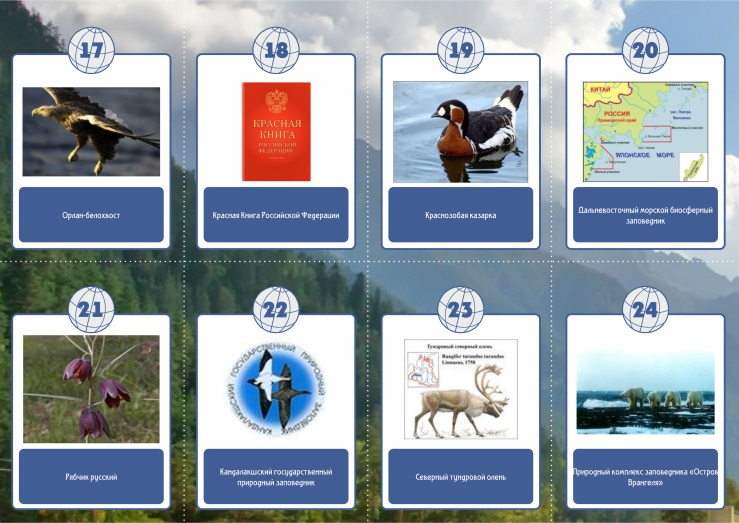 17
18
19
20
КРАСНАЯ
КНИГА
РОССИЙСКОЙ
ФЕДЕРАЦИИ
КИТАЙ
РОССИЯ
Приморский край
ЯПОНСКОЕ МОРЕ
Орлан-белохвост
Красная Книга Российской Федерации
Краснозобая казарка
Дальневосточный морской биосферный
заповедник
21
22
23
24
КАНДАЛАКШСКИЙ ГОСУДАРСТВЕННЫЙ ПРИРОДНЫЙ ЗАПОВЕДНИК
Тундровый северный олень
Rangifer tarandus tarandus
Linnaeus, 1758
Рябчик русский
Кандалакшский государственный
природный заповедник
Северный тундровой олень
Природный комплекс заповедника «Остров
Врангеля»